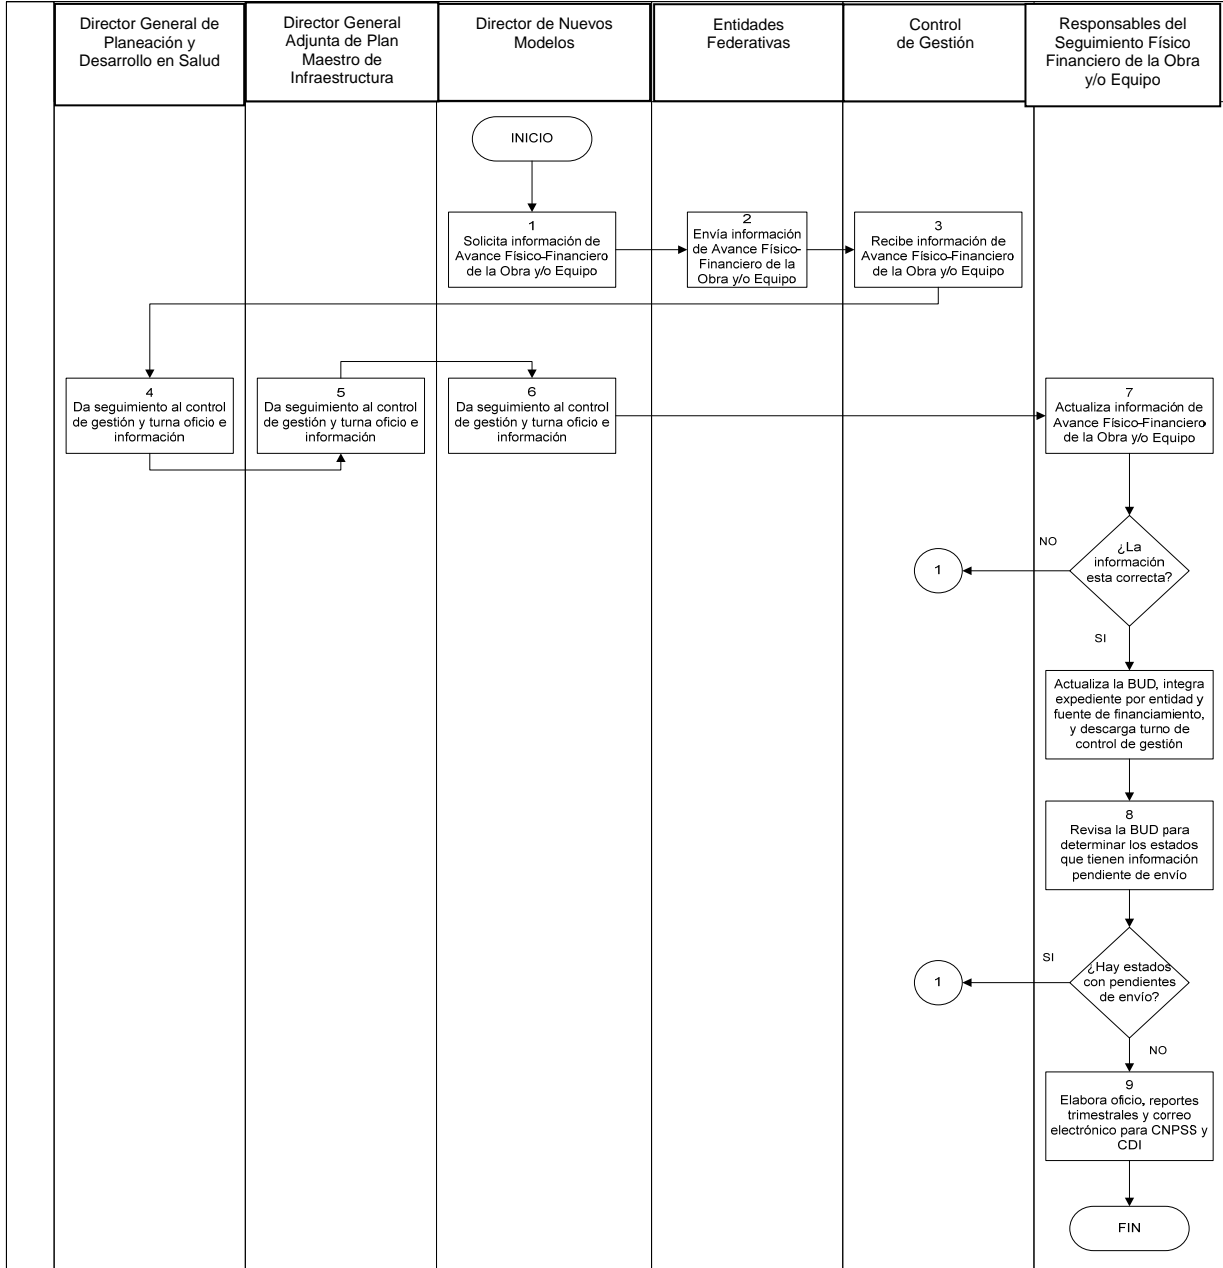 Director General de
Planeación y
Desarrollo en Salud
Director General
Adjunta de Plan
Maestro de
Infraestructura
Director de Nuevos
Modelos
Entidades
Federativas
Control
de Gestión
Responsables del
Seguimiento Físico
Financiero de la Obra
y/o Equipo
INICIO
1
Solicita información de
Avance Físico-Financiero
de la Obra y/o Equipo
2
Envía información
de Avance Físico-
Financiero de la
Obra y/o Equipo
3
Recibe información de
Avance Físico-Financiero
de la Obra y/o Equipo
4
Da seguimiento al control
de gestión y turna oficio e
información
5
Da seguimiento al control
de gestión y turna oficio e
información
6
Da seguimiento al control
de gestión y turna oficio e
información
7
Actualiza información de
Avance Físico-Financiero
de la Obra y/o Equipo
NO
¿La
información
esta correcta?
1
SI
Actualiza la BUD, integra
expediente por entidad y
fuente de financiamiento,
y descarga turno de
control de gestión
8
Revisa la BUD para
determinar los estados
que tienen información
pendiente de envío
SI
¿Hay estados
con pendientes
de envío?
1
NO
9
Elabora oficio, reportes
trimestrales y correo
electrónico para CNPSS y
CDI
FIN